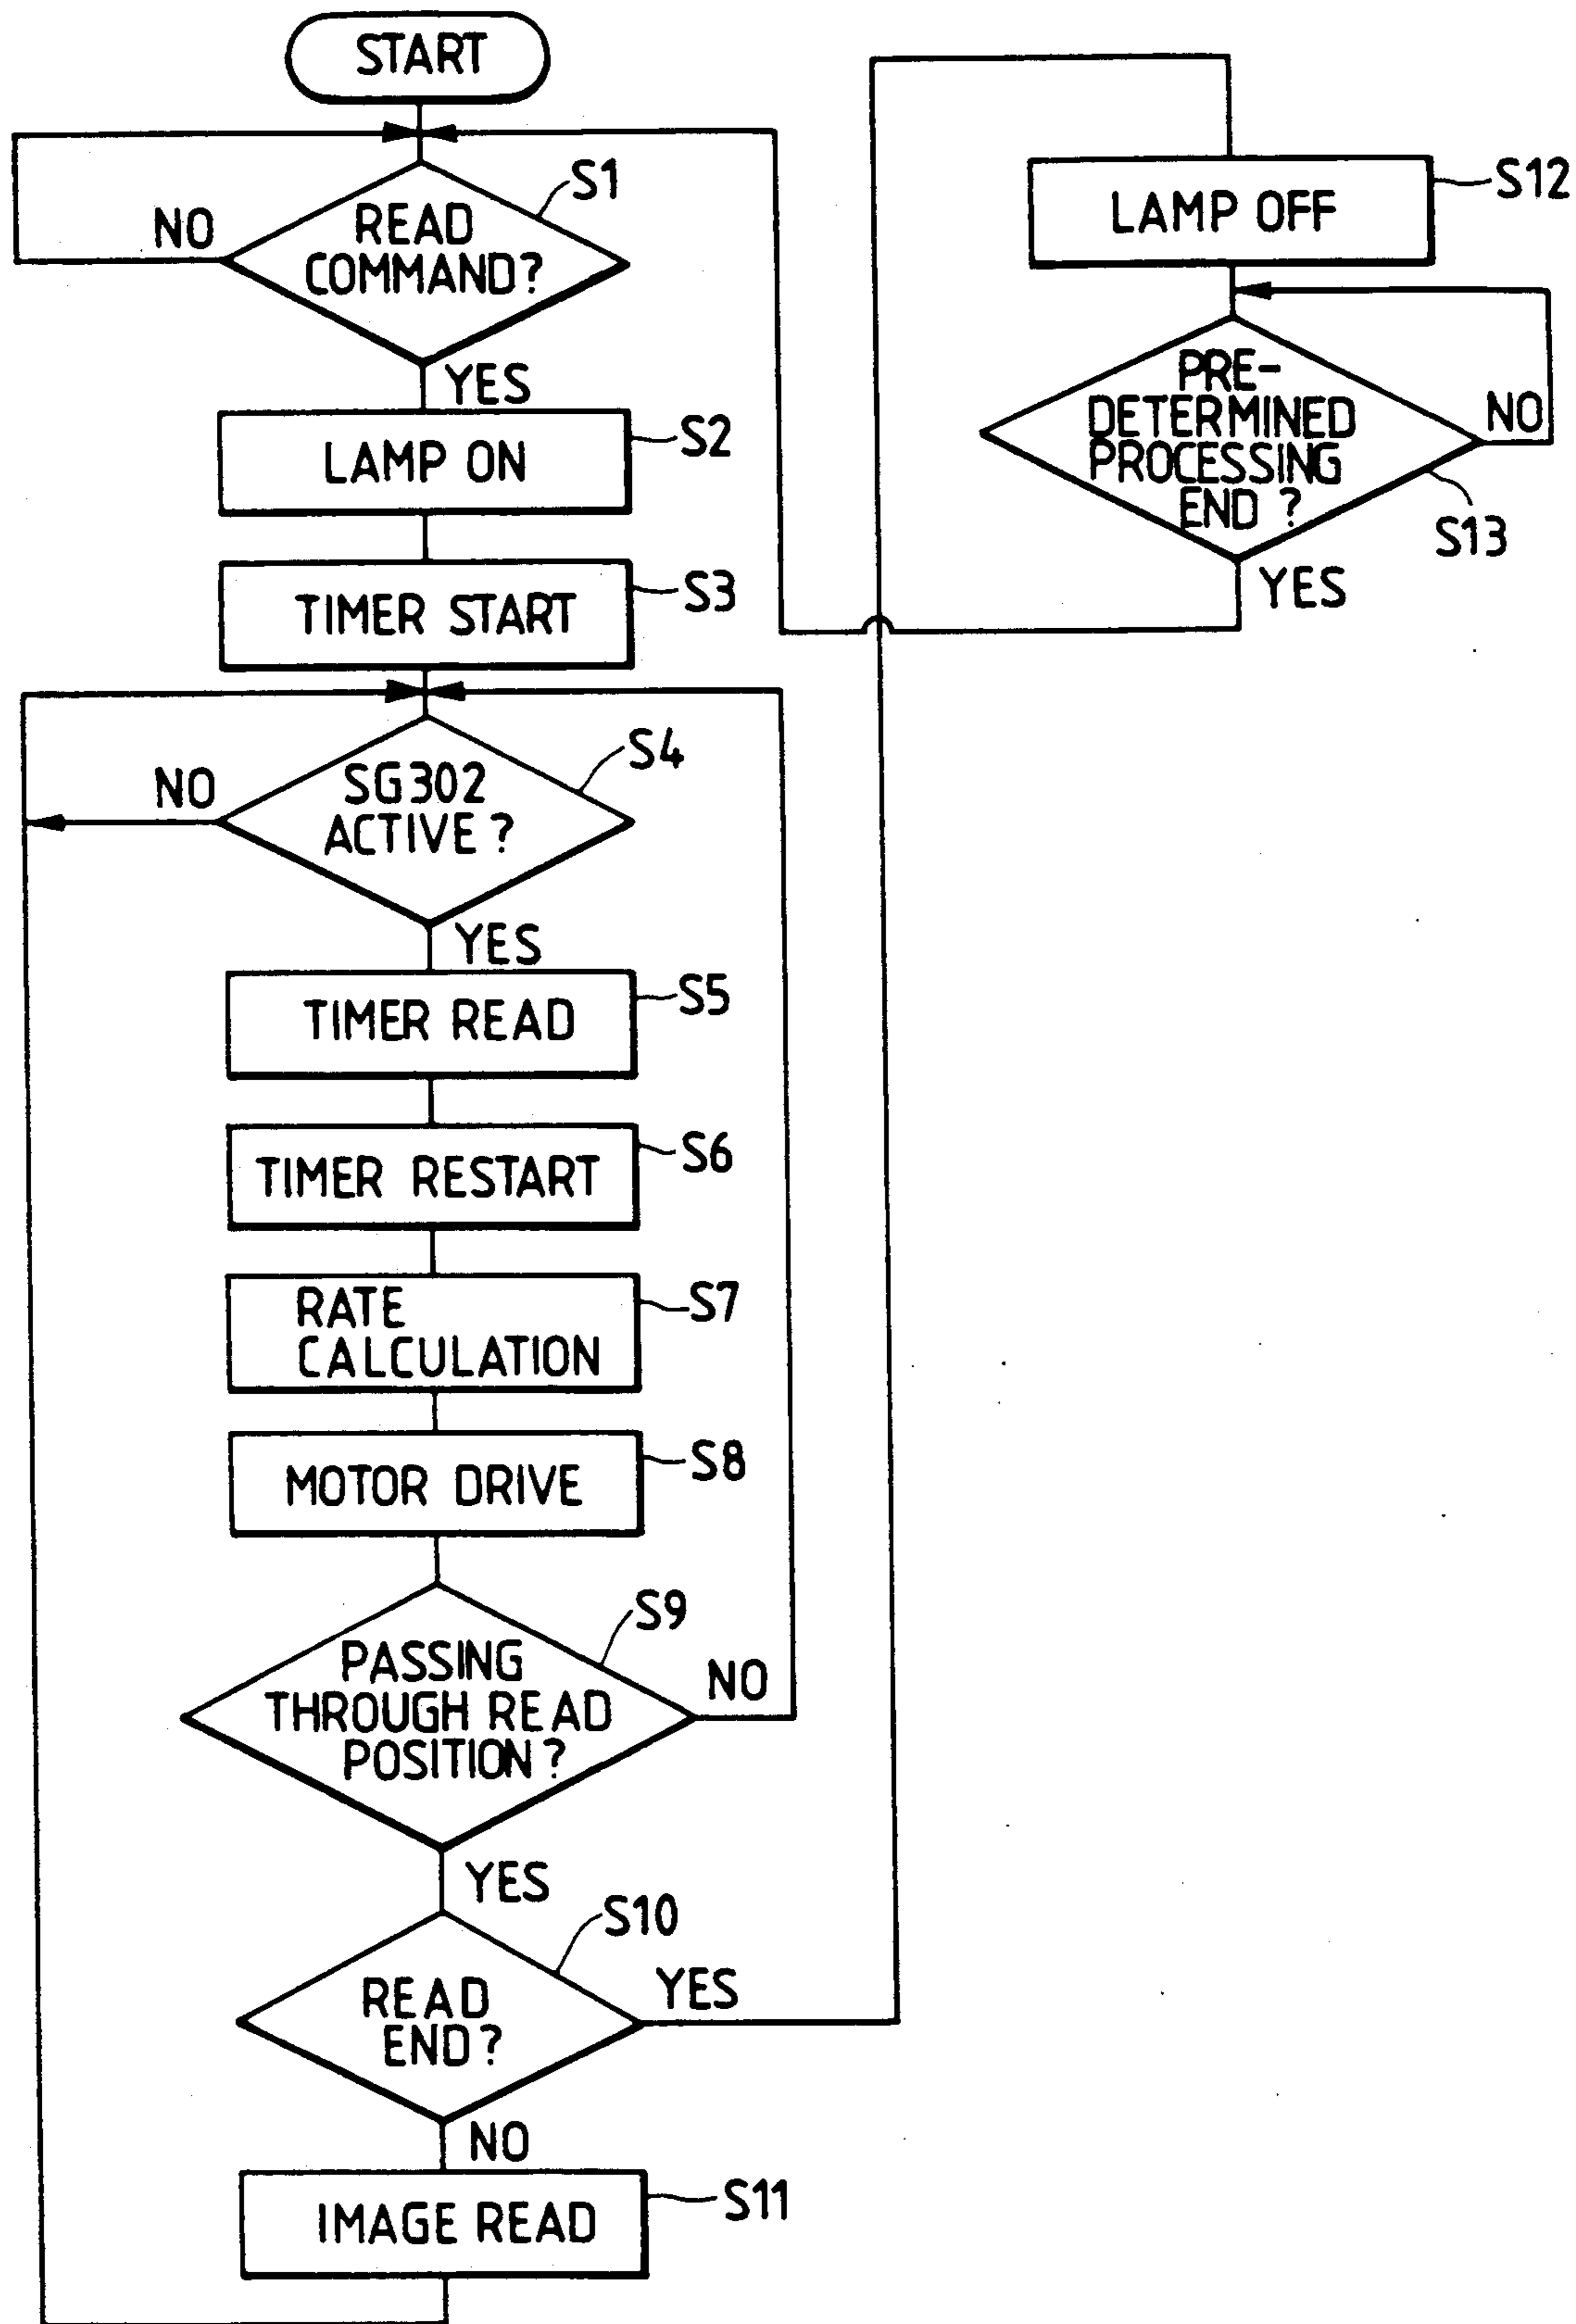 START
S1
READ
COMMAND?
NO
YES
LAMP ON
S2
TIMER START
S3
S4
SG302
ACTIVE?
NO
YES
TIMER READ
S5
TIMER RESTART
S6
RATE
CALCULATION
S7
MOTOR DRIVE
S8
S9
PASSING
THROUGH READ
POSITION?
NO
YES
S10
READ
END?
YES
NO
IMAGE READ
S11
LAMP OFF
S12
PRE-
DETERMINED
PROCESSING
END ?
NO
S13
YES